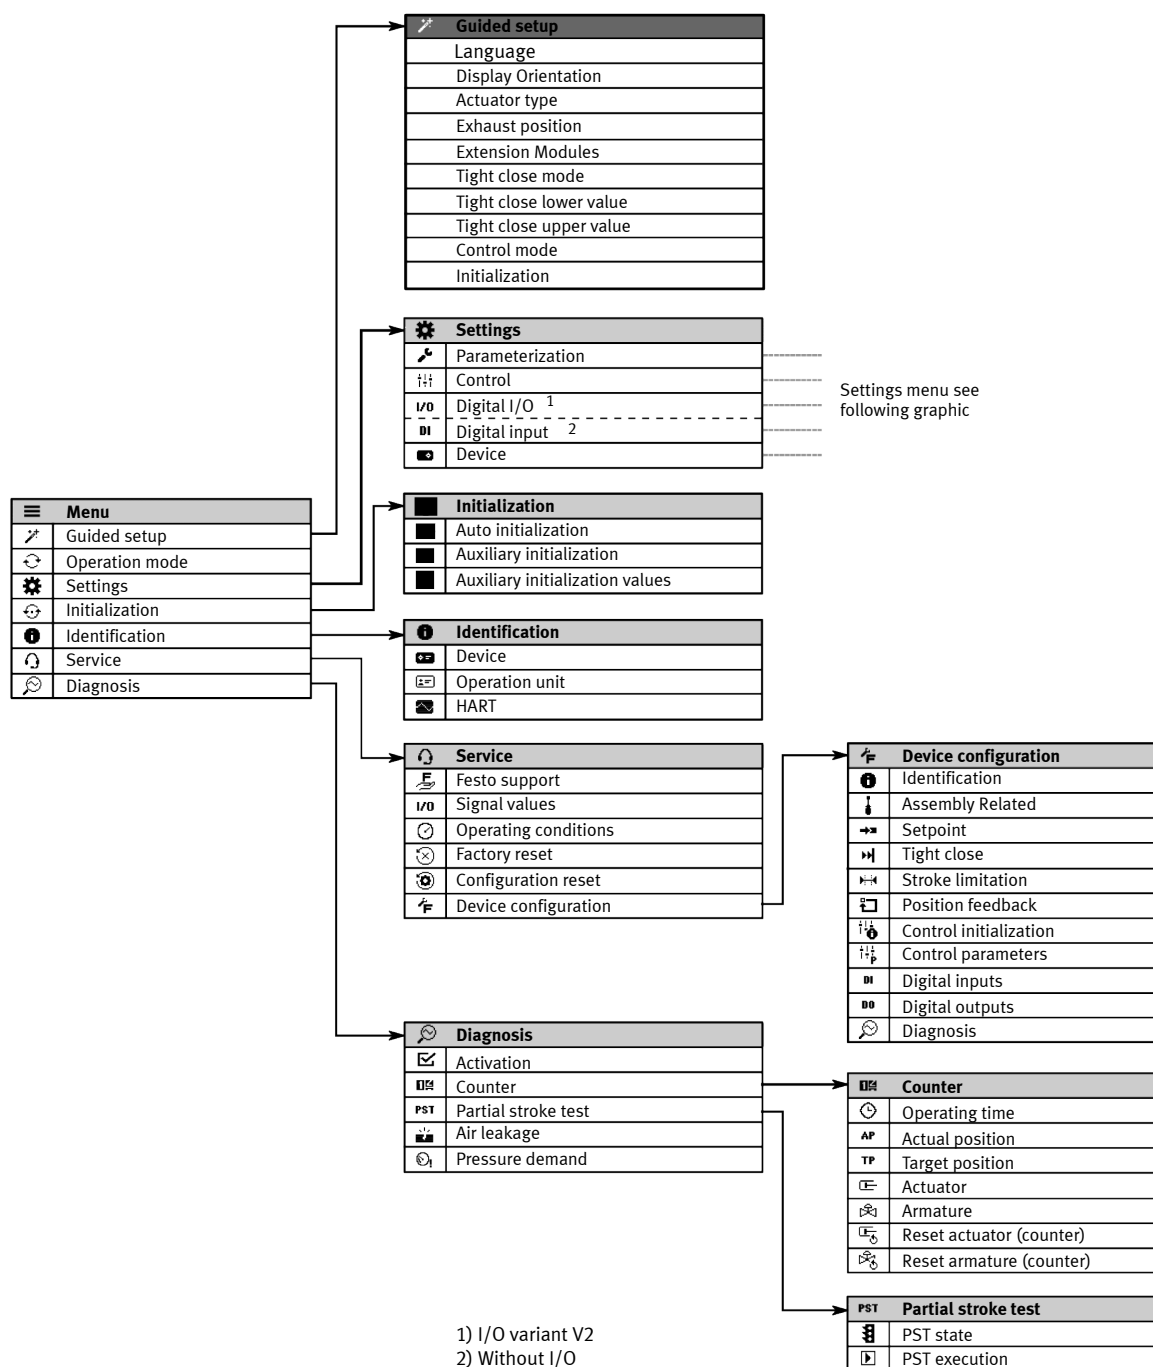 Guided setup
Language
Display Orientation
Actuator type
Exhaust position
Extension Modules
Tight close mode
Tight close lower value
Tight close upper value
Control mode
Initialization
Settings
Parameterization
Control
I/O Digital I/O 1
DI Digital input 2
Device
Settings menu see
following graphic
Menu
Guided setup
Operation mode
Settings
Initialization
Identification
Service
Diagnosis
Initialization
Auto initialization
Auxiliary initialization
Auxiliary initialization values
Identification
Device
Operation unit
HART
Service
Festo support
I/O Signal values
Operating conditions
Factory reset
Configuration reset
F Device configuration
F Device configuration
Identification
Assembly Related
Setpoint
Tight close
Stroke limitation
Position feedback
Control initialization
P Control parameters
DI Digital inputs
DO Digital outputs
Diagnosis
Diagnosis
Activation
Counter
PST Partial stroke test
Air leakage
Pressure demand
Counter
Operating time
AP Actual position
TP Target position
Actuator
Armature
Reset actuator (counter)
Reset armature (counter)
PST Partial stroke test
PST state
PST execution
1) I/O variant V2
2) Without I/O